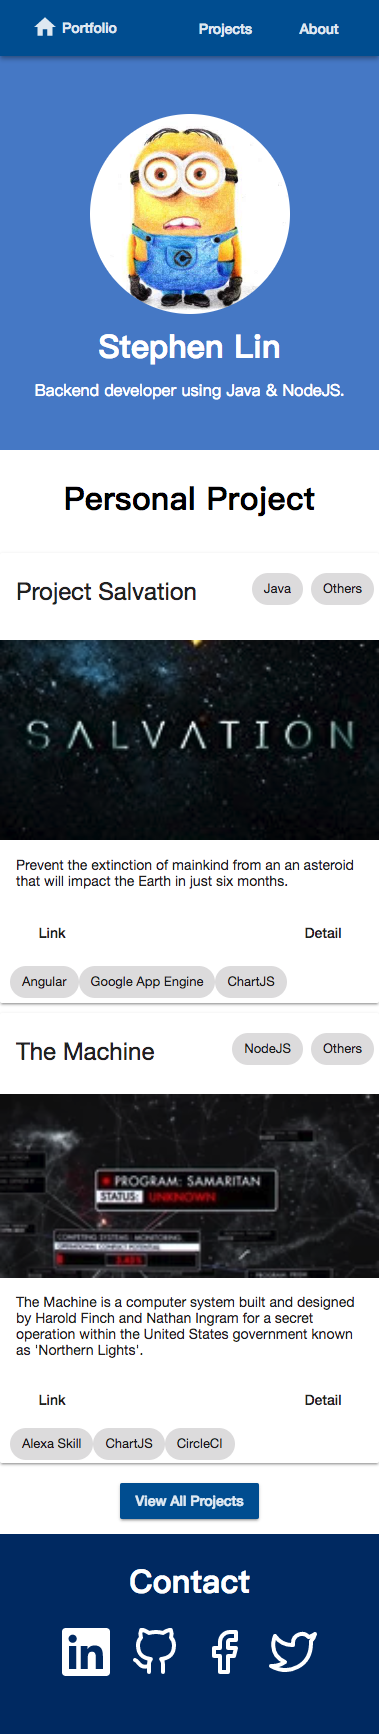 Portfolio Projects About
Stephen Lin
Backend developer using Java & NodeJS.
Personal Project
Project Salvation Java Others
SALVATION
Prevent the extinction of mainkind from an an asteroid
that will impact the Earth in just six months.
Link Detail
Angular Google App Engine ChartJS
The Machine NodeJS Others
PROGRAM: SAMARITAN
STATUS: UNKNOWN
COMPETING SYSTEM: MONITORING
The Machine is a computer system built and designed
by Harold Finch and Nathan Ingram for a secret
operation within the United States government known
as 'Northern Lights'.
Link Detail
Alexa Skill ChartJS CircleCI
View All Projects
Contact
in